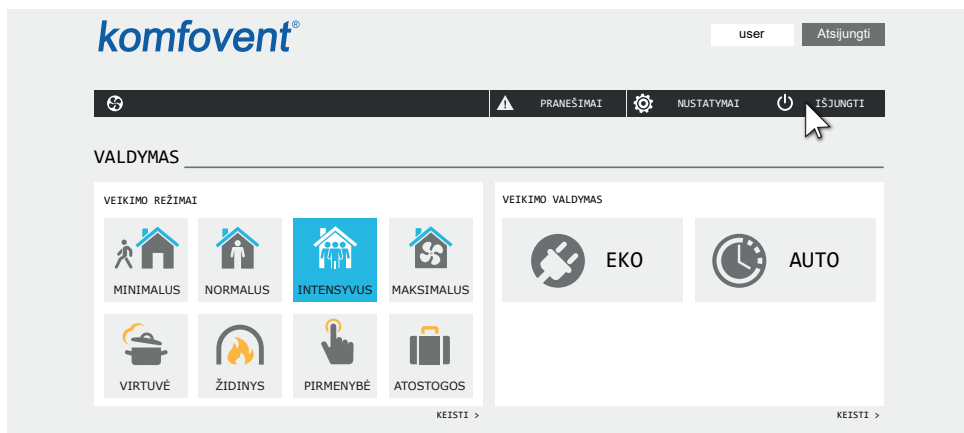 komfovent®
user Atsijungti
PRANEŠIMAI NUSTATYMAI IŠJUNGTI
VALDYMAS
VEIKIMO REŽIMAI
MINIMALUS NORMALUS INTENSYVUS MAKSIMALUS
VIRTUVĖ ŽIDINYS PIRMENYBĖ ATOSTOGOS
KEISTI >
VEIKIMO VALDYMAS
EKO AUTO
KEISTI >